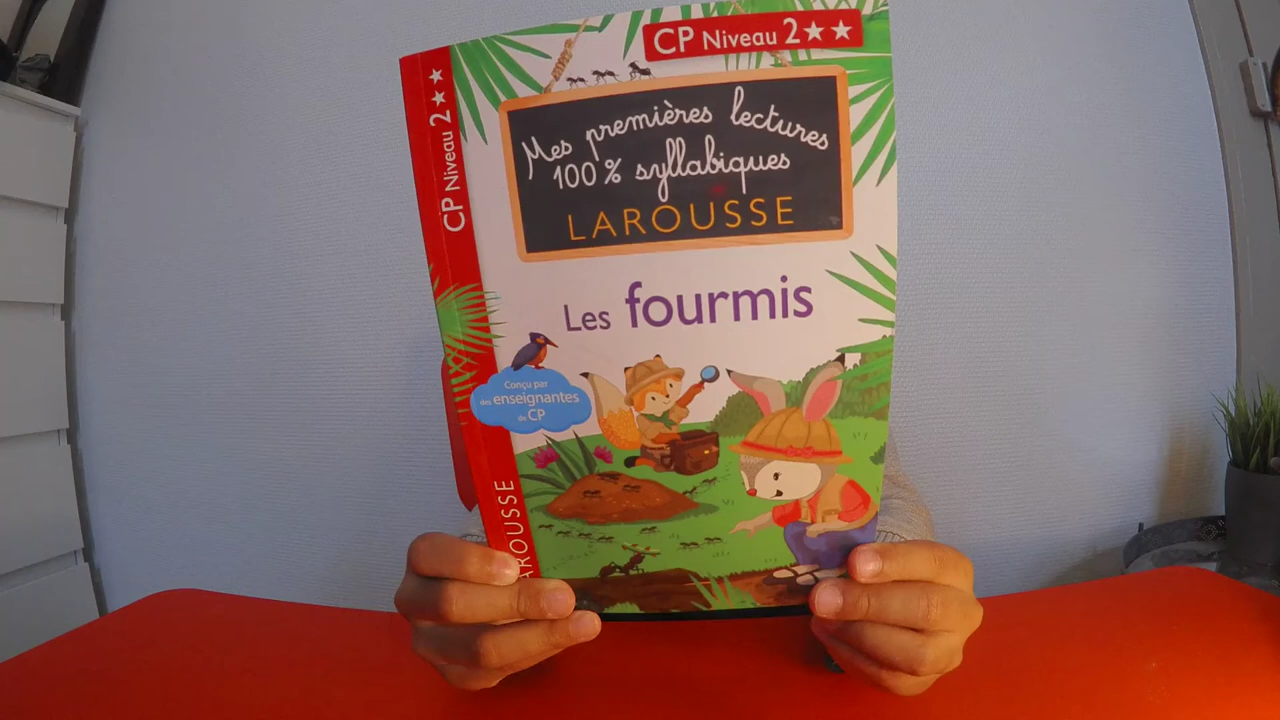 CP Niveau 2
CP Niveau 2
Mes premières lectures
100 % syllabiques
LAROUSSE
Les fourmis
Conçu par
des enseignantes
de CP
AROUSSE